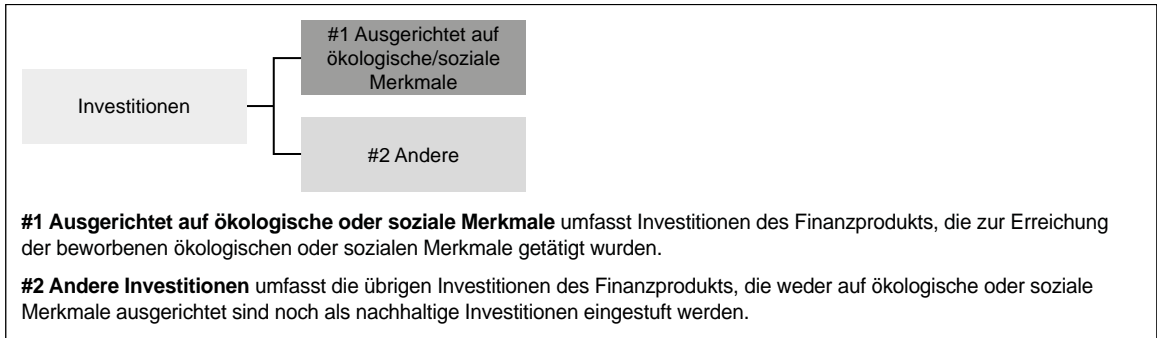 #1 Ausgerichtet auf
ökologische/soziale
Merkmale
Investitionen
#2 Andere
#1 Ausgerichtet auf ökologische oder soziale Merkmale umfasst Investitionen des Finanzprodukts, die zur Erreichung
der beworbenen ökologischen oder sozialen Merkmale getätigt wurden.
#2 Andere Investitionen umfasst die übrigen Investitionen des Finanzprodukts, die weder auf ökologische oder soziale
Merkmale ausgerichtet sind noch als nachhaltige Investitionen eingestuft werden.